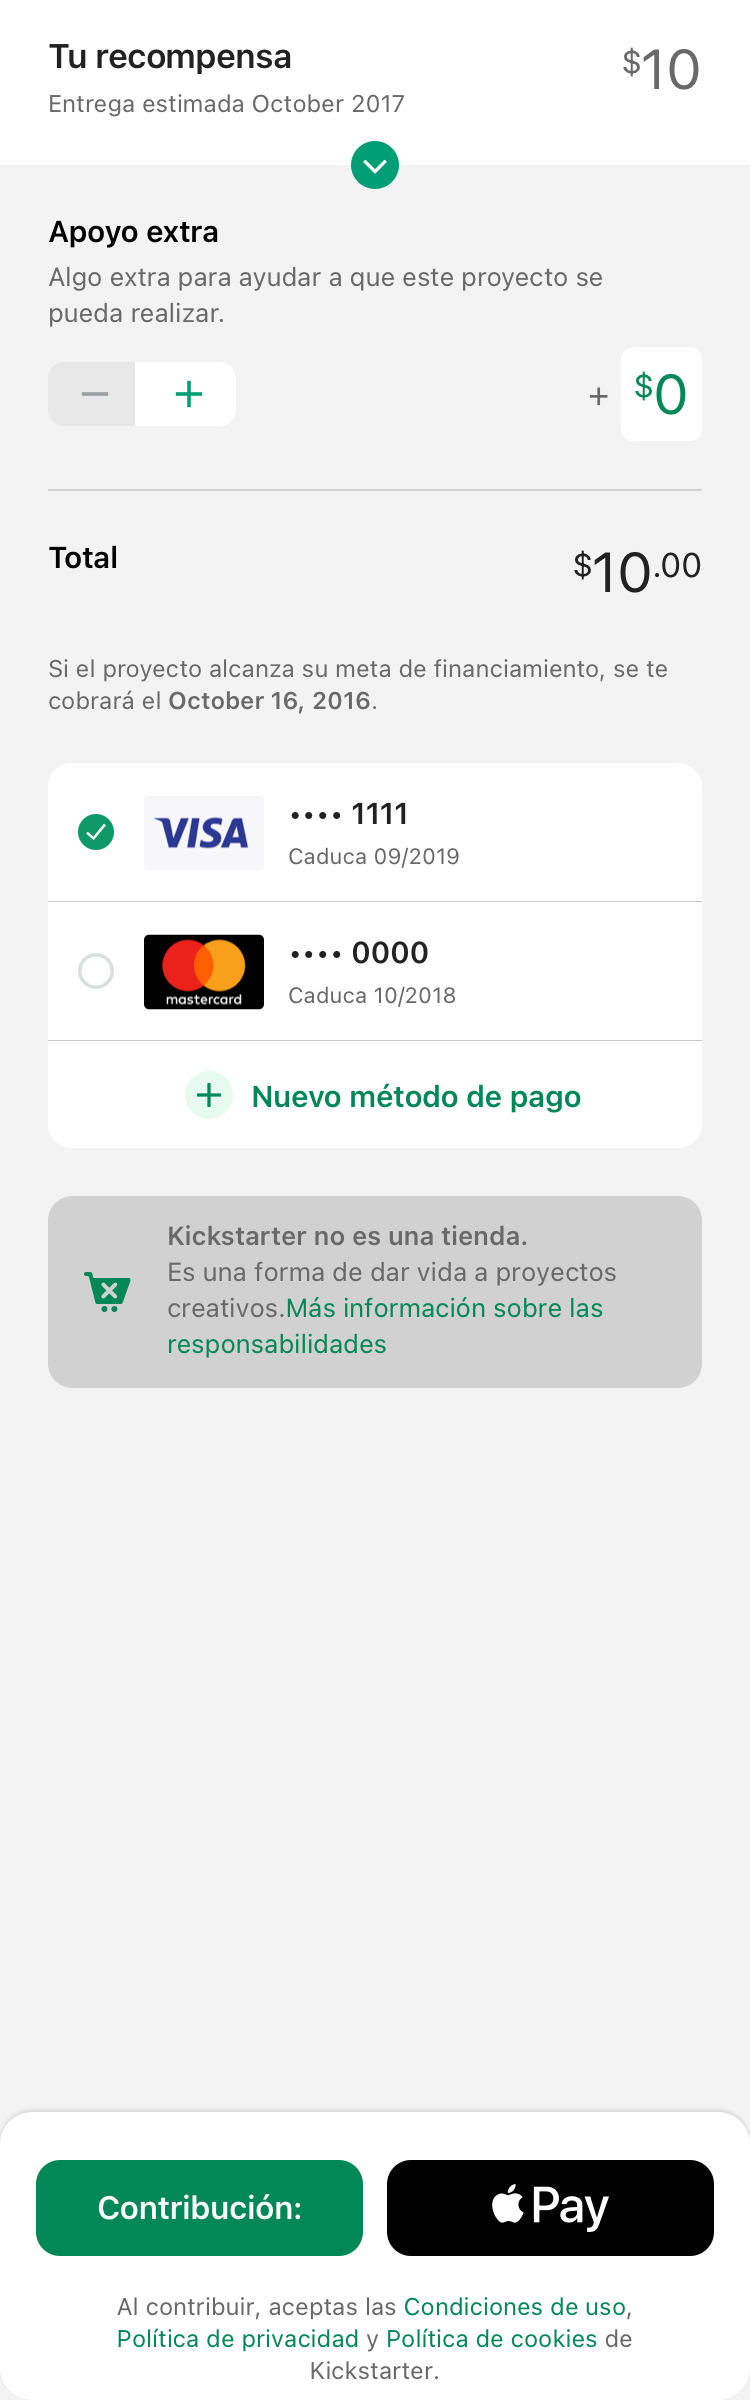 Tu recompensa
$10
Entrega estimada October 2017
Apoyo extra
Algo extra para ayudar a que este proyecto se
pueda realizar.
+ $0
Total
$10.00
Si el proyecto alcanza su meta de financiamiento, se te
cobrará el October 16, 2016.
VISA
•••• 1111
Caduca 09/2019
mastercard
•••• 0000
Caduca 10/2018
Nuevo método de pago
Kickstarter no es una tienda.
Es una forma de dar vida a proyectos
creativos.Más información sobre las
responsabilidades
Contribución:
Pay
Al contribuir, aceptas las Condiciones de uso,
Política de privacidad y Política de cookies de
Kickstarter.